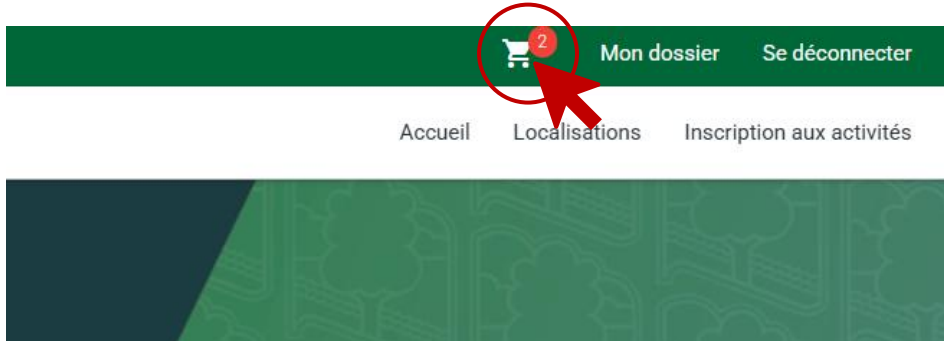 2 Mon dossier Se déconnecter
Accueil Localisations Inscription aux activités